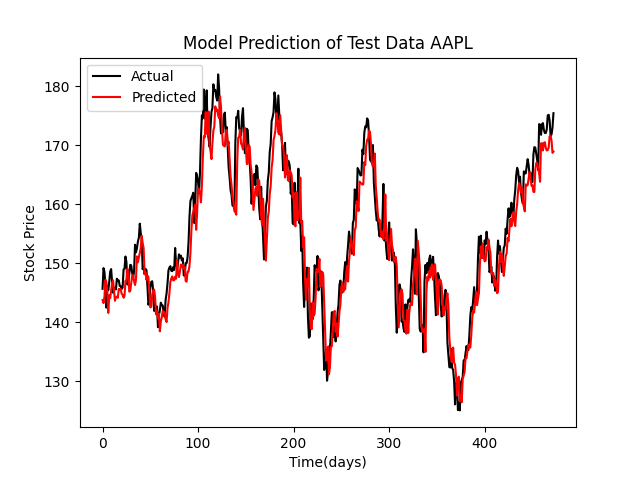 Model Prediction of Test Data AAPL
Actual
Predicted
180
170
160
150
140
130
Stock Price
0 100 200 300 400
Time(days)